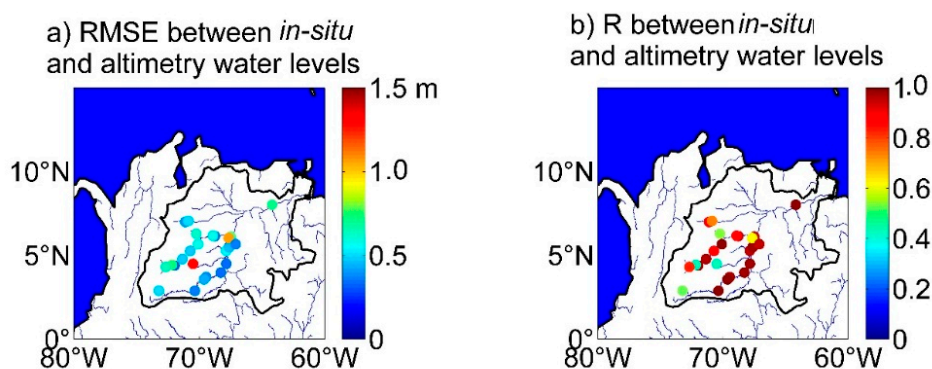 a) RMSE between in-situ
and altimetry water levels
1.5 m
1.0
0.5
0
10°N
5°N
0°
80°W 70°W 60°W
b) R between in-situ
and altimetry water levels
1.0
0.8
0.6
0.4
0.2
0
10°N
5°N
0°
80°W 70°W 60°W